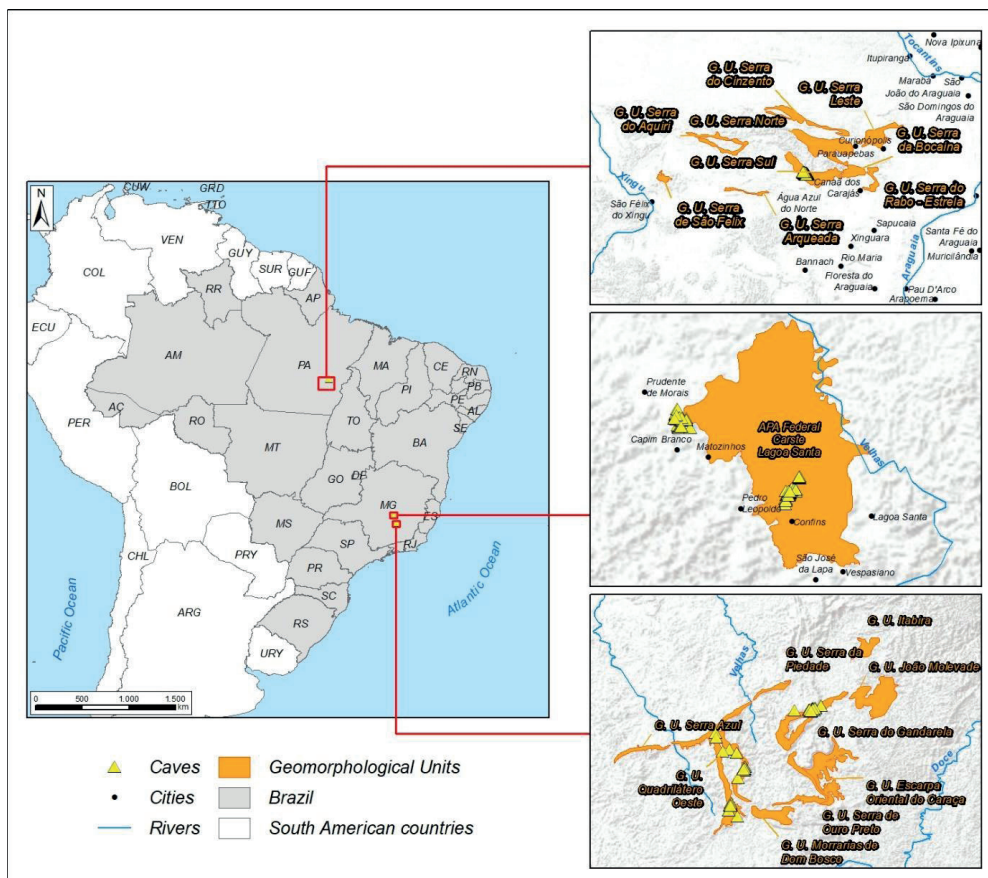 N
CUW
GRD
TTO
VEN
GUY
SUR
GUF
COL
RR
AP
ECU
AM
PA
MA
CE
RN
PB
PE
AL
SE
PI
AC
PER
RO
TO
BA
MT
BOL
GO
DF
MG
ES
MS
SP
RJ
PRY
PR
CHL
SC
ARG
RS
URY
Pacific Ocean
Atlantic Ocean
0 500 1.000 1.500
km
Caves
Cities
Rivers
Geomorphological Units
Brazil
South American countries
Tocantins
Nova Ipixuna
Itupiranga
Marabá
São
João do Araguaia
São Domingos do
Araguaia
G. U. Serra
do Cinzento
G. U. Serra
Leste
G. U. Serra
do Aquiri
G. U. Serra Norte
Curionópolis
Parauapebas
G. U. Serra
da Bocaina
G. U. Serra Sul
Canaã dos
Carajás
Xingu
São Félix
do Xingu
G. U. Serra
de São Felix
Água Azul
do Norte
G. U. Serra do
Rabo - Estrela
G. U. Serra
Arqueada
Sapucaia
Xinguara
Santa Fé do
Araguaia
Muricilândia
Bannach
Rio Maria
Floresta do
Araguaia
Araguaia
Pau D'Arco
Arapoema
Prudente
de Morais
Capim Branco
Matozinhos
APA Federal
Carste
Lagoa Santa
Velhas
Pedro
Leopoldo
Confins
Lagoa Santa
São José
da Lapa
Vespasiano
G. U. Itabira
G. U. Serra da
Piedade
G. U. João Molevade
Velhas
G. U. Serra Azul
G. U. Serra do Gandarela
G. U.
Quadrilátero
Oeste
Doce
G. U. Escarpa
Oriental do Caraça
G. U. Serra de
Ouro Preto
G. U. Morrarias de
Dom Bosco